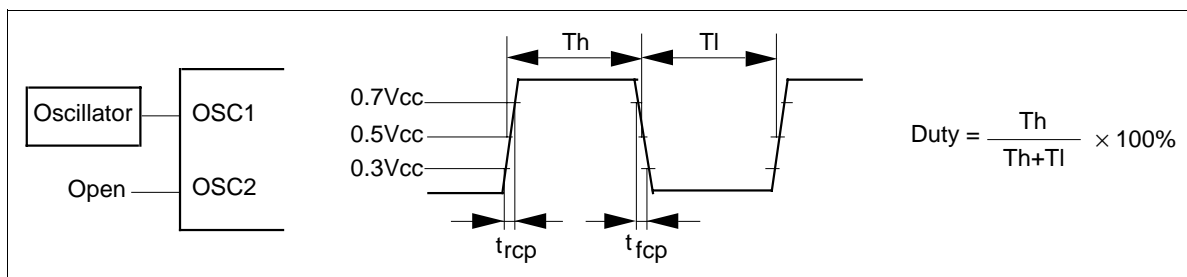 Oscillator
OSC1
Open
OSC2
Th
Tl
0.7Vcc
0.5Vcc
0.3Vcc
trcp
tfcp
Duty = Th / Th+Tl × 100%